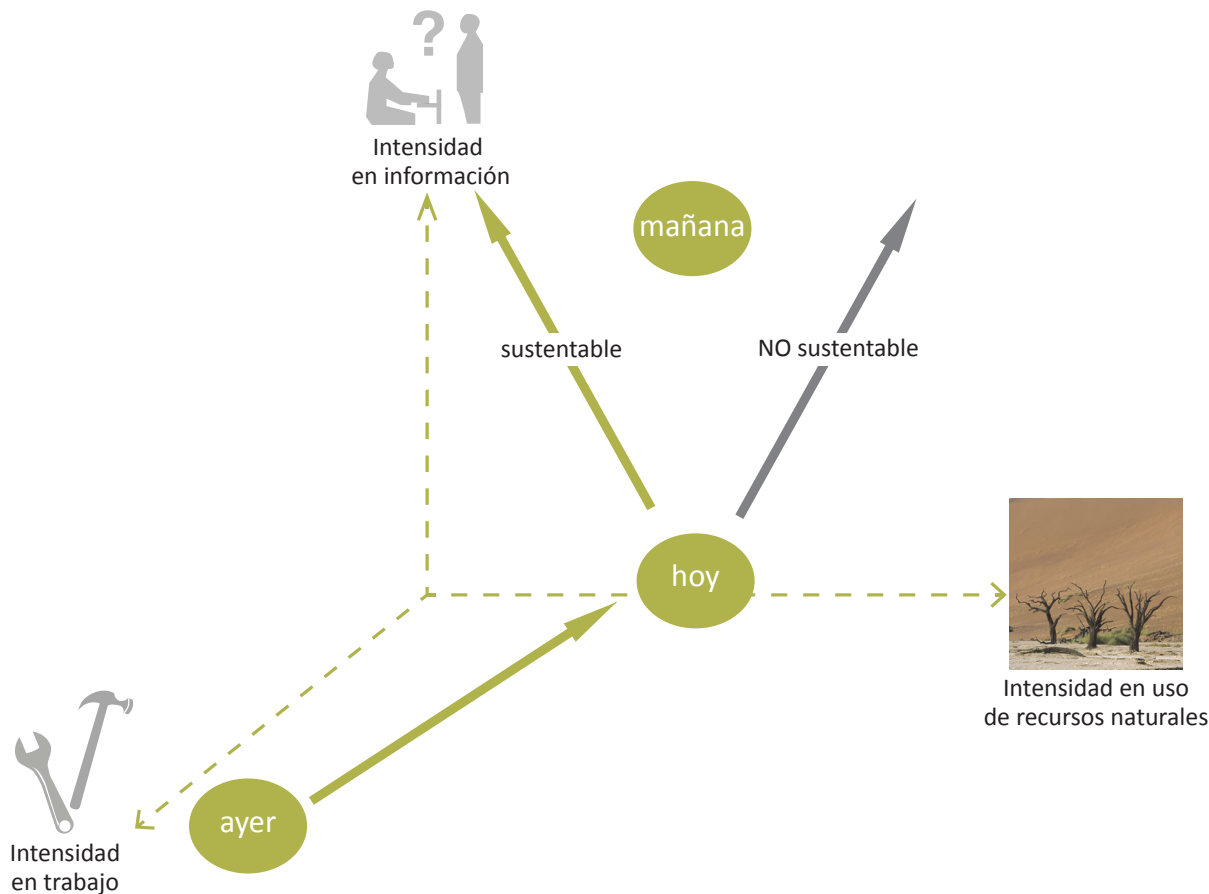 ?
Intensidad
en información
mañana
sustentable
NO sustentable
hoy
Intensidad en uso
de recursos naturales
ayer
Intensidad
en trabajo